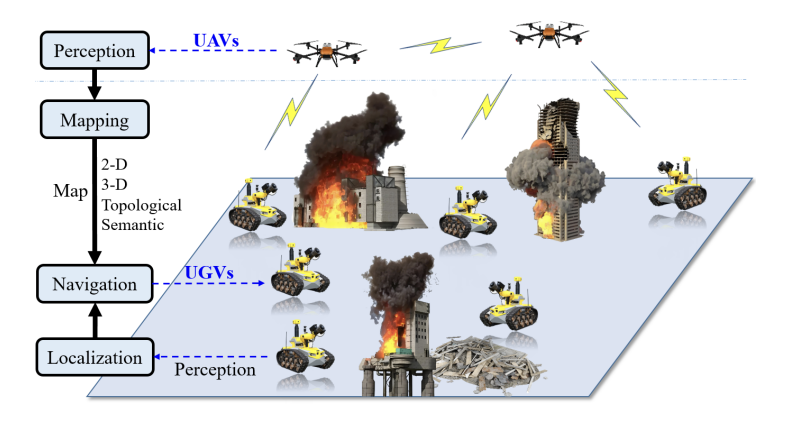 Perception
UAVs
Mapping
Map
2-D
3-D
Topological
Semantic
Navigation
UGVs
Localization
Perception